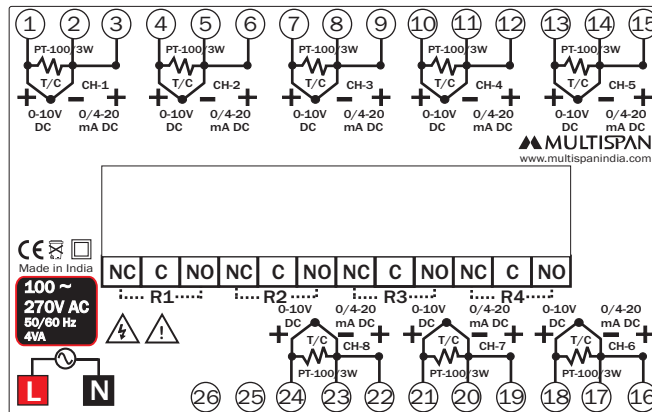 1 2 3 4 5 6 7 8 9 10 11 12 13 14 15
PT-100/3W PT-100/3W PT-100/3W PT-100/3W PT-100/3W
T/C CH-1 T/C CH-2 T/C CH-3 T/C CH-4 T/C CH-5
+ - + + - + + - + + - + + - +
0-10V 0/4-20 0-10V 0/4-20 0-10V 0/4-20 0-10V 0/4-20 0-10V 0/4-20
DC mA DC DC mA DC DC mA DC DC mA DC DC mA DC
MULTISPAN
www.multispanindia.com
CE
Made in India
NC C NO NC C NO NC C NO NC C NO
R1 R2 R3 R4
100 ~
270V AC
50/60 Hz
4VA
L N
0-10V 0/4-20 0-10V 0/4-20 0-10V 0/4-20
DC mA DC DC mA DC DC mA DC
+ - + + - + + - +
T/C CH-8 T/C CH-7 T/C CH-6
PT-100/3W PT-100/3W PT-100/3W
26 25 24 23 22 21 20 19 18 17 16